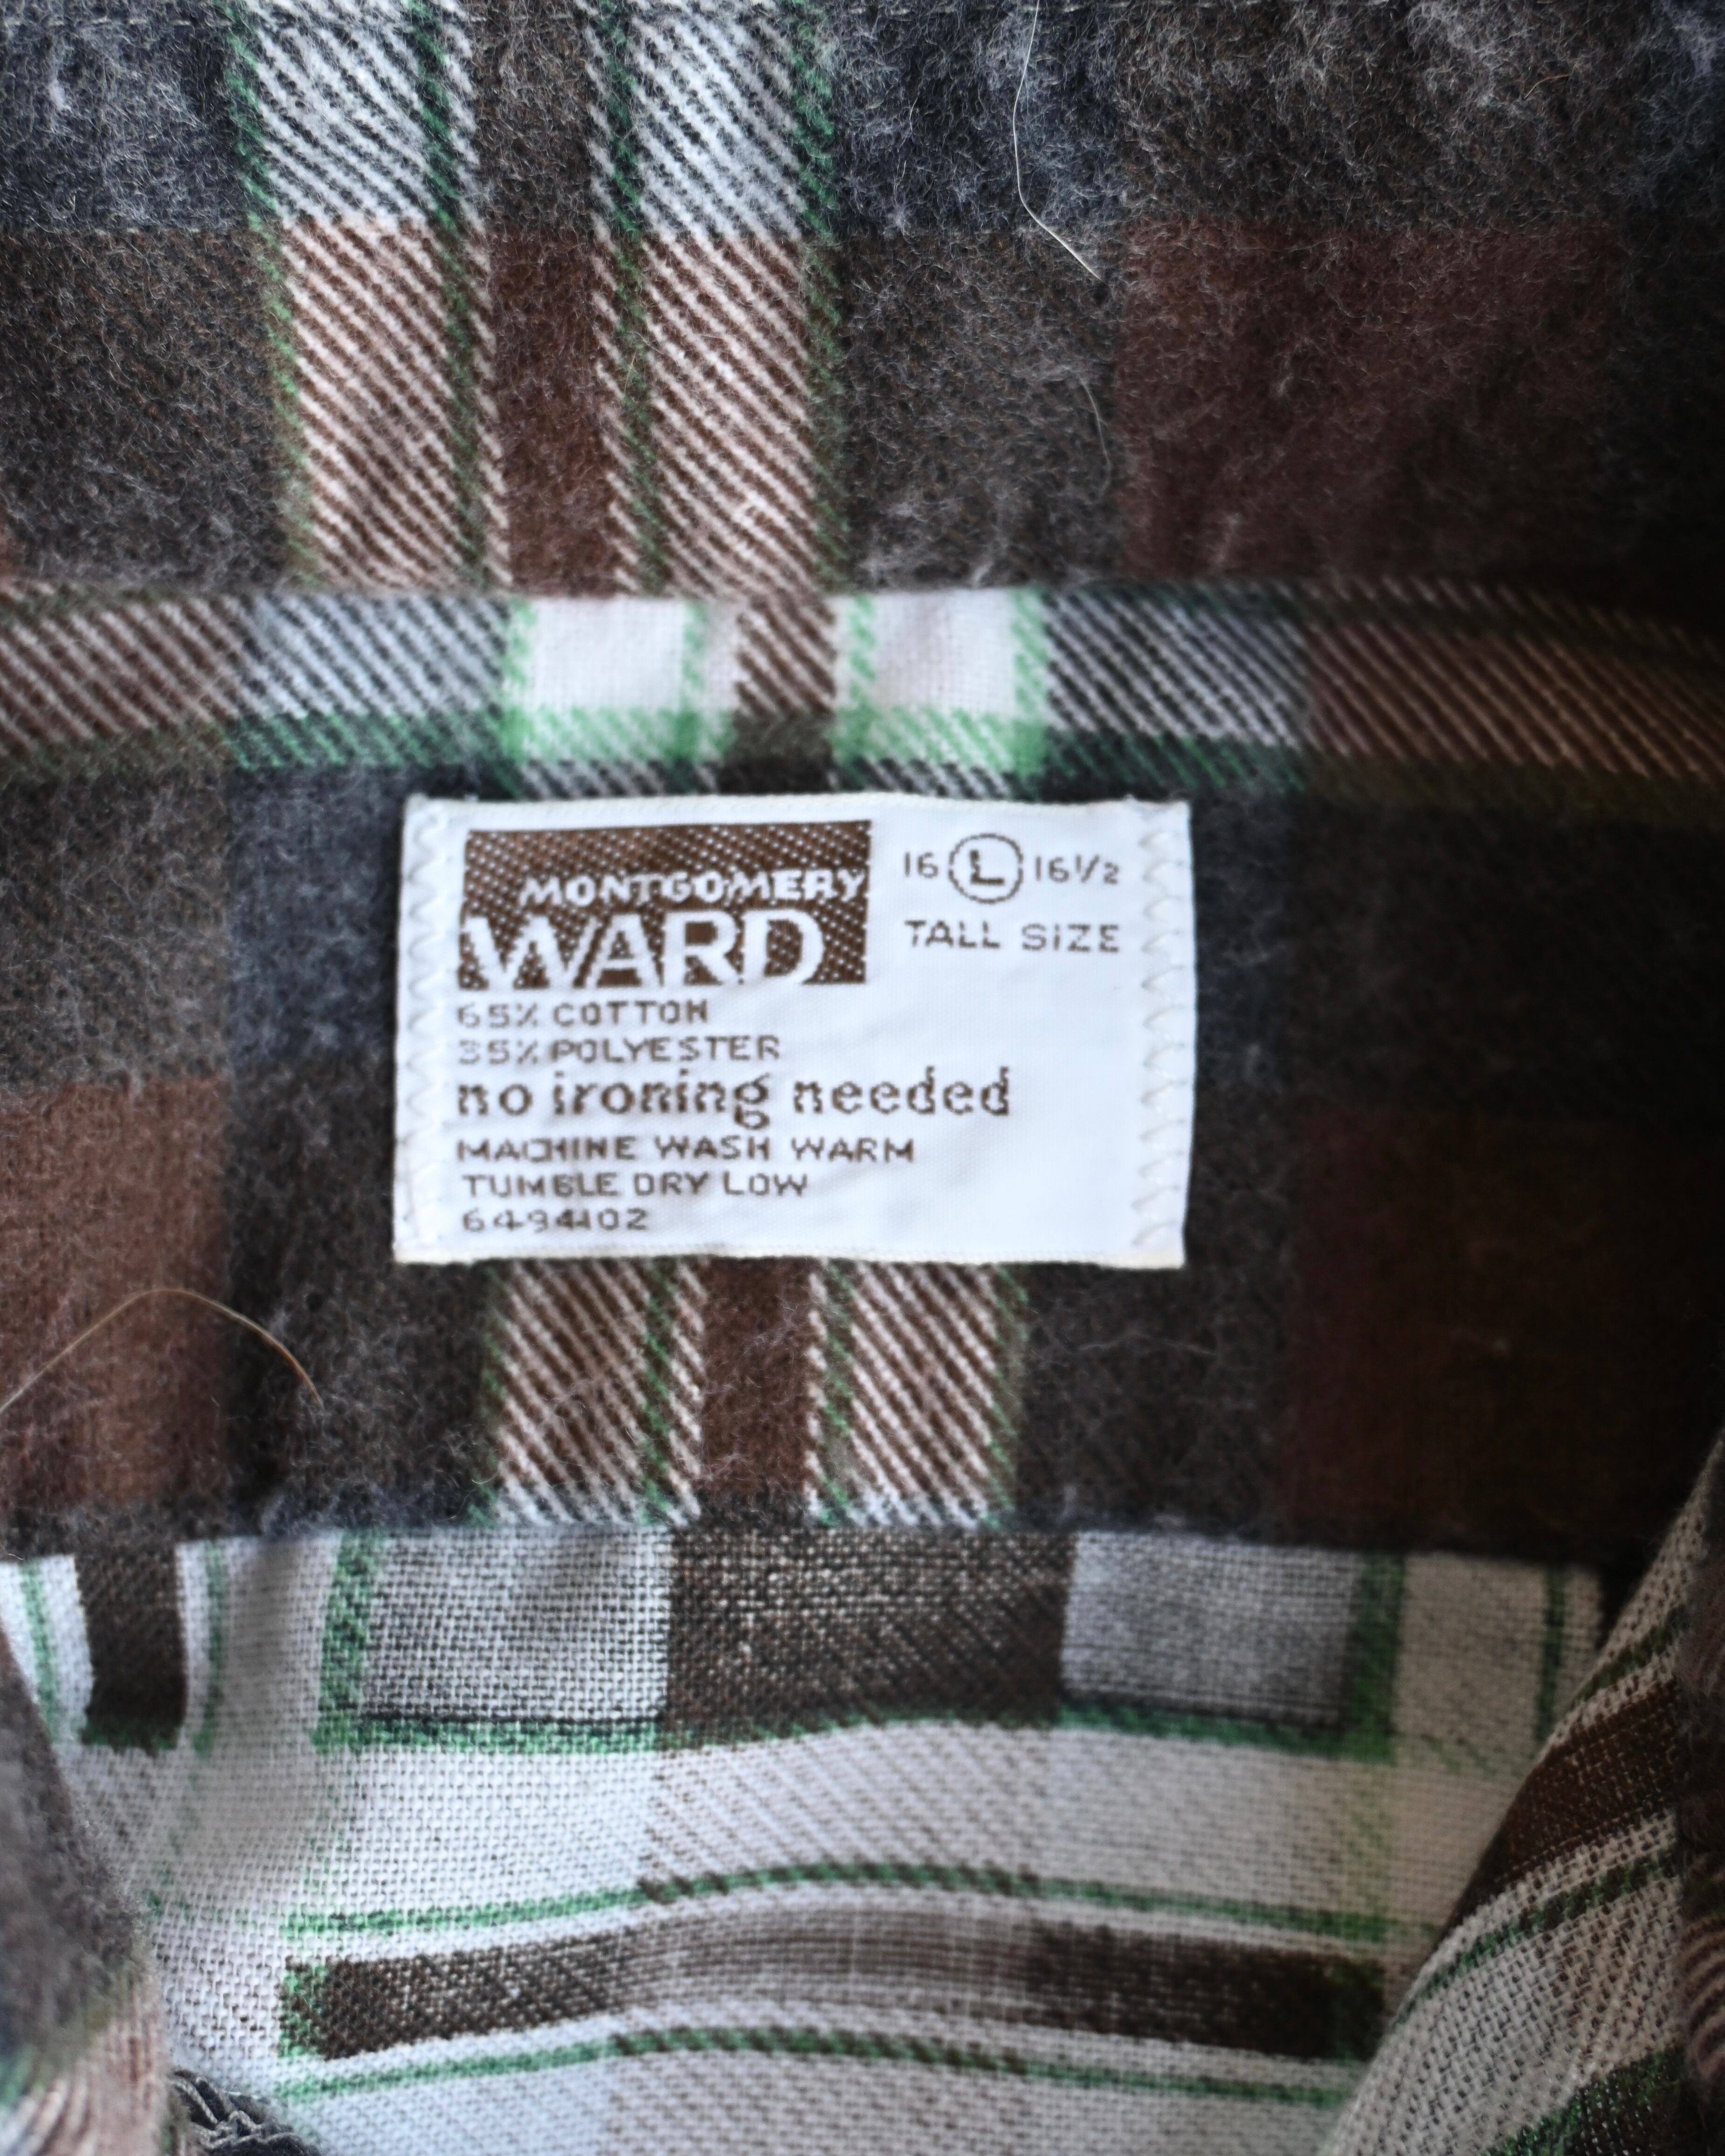 MONTGOMERY
WARD
16 L 16½
TALL SIZE
65% COTTON
35% POLYESTER
no ironing needed
MACHINE WASH WARM
TUMBLE DRY LOW
6494402